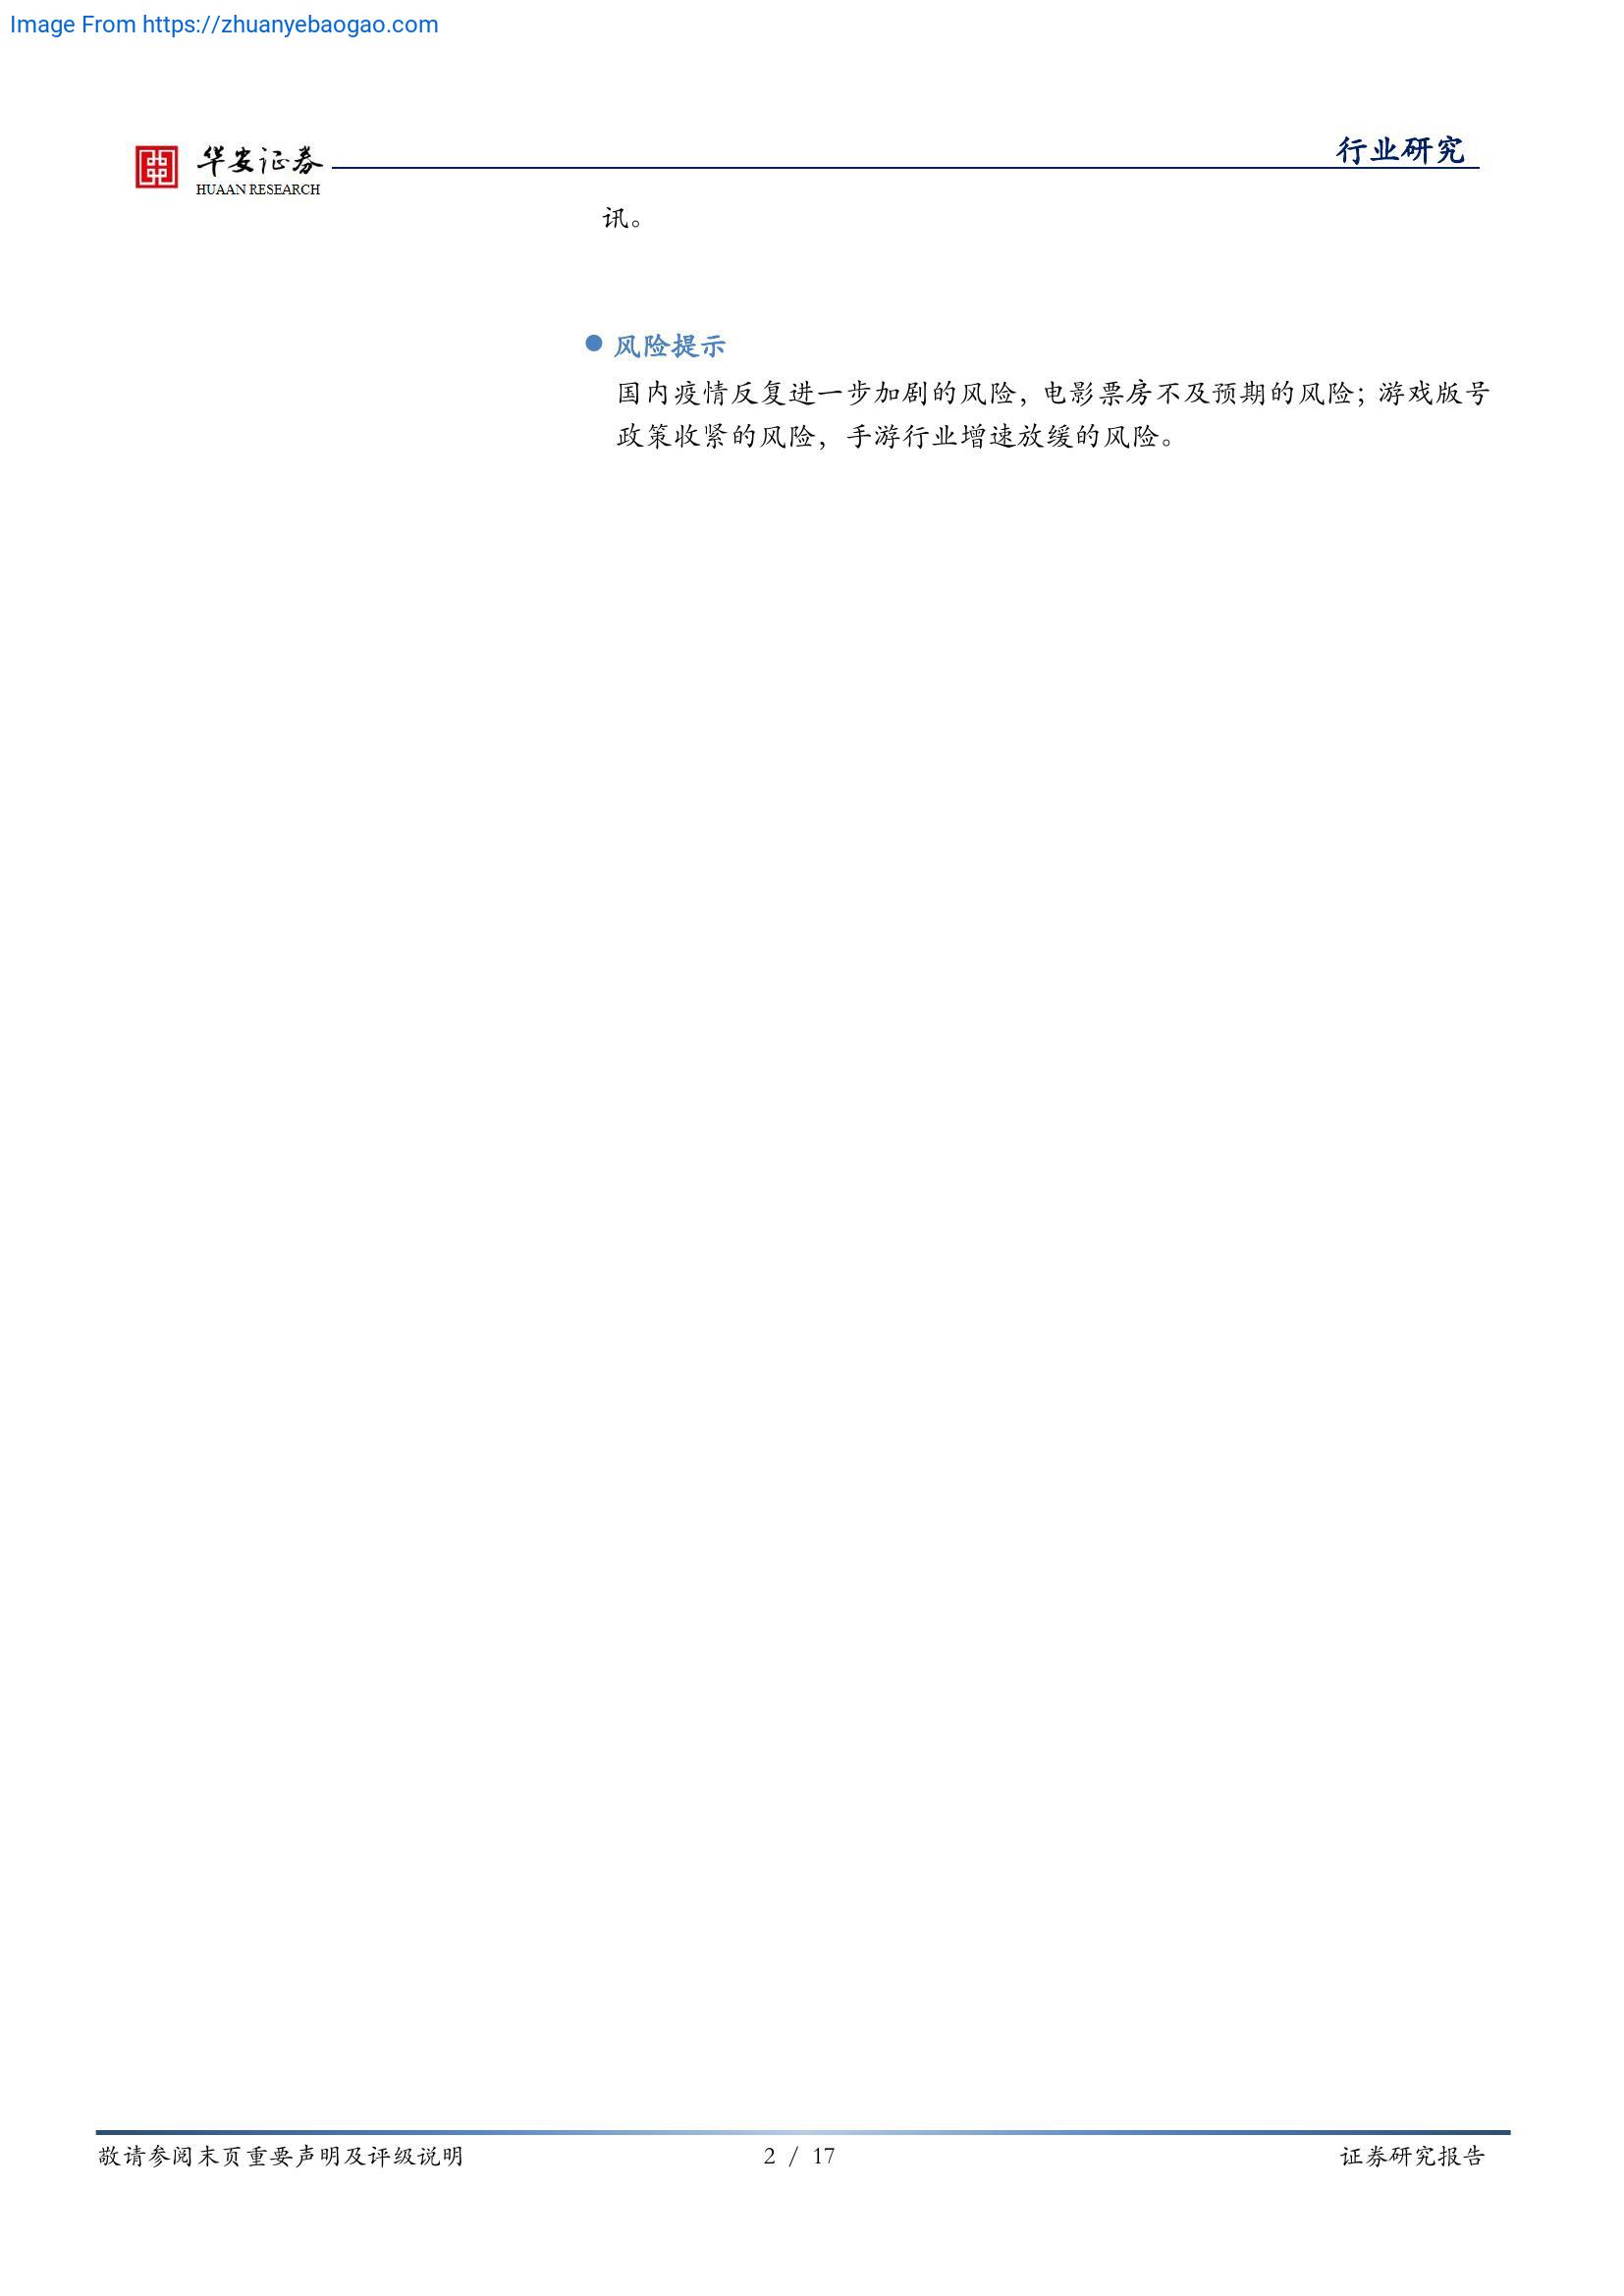 Image From https://zhuanyebaogao.com
华安证券
HUAAN RESEARCH
行业研究
讯。
风险提示
国内疫情反复进一步加剧的风险，电影票房不及预期的风险；游戏版号
政策收紧的风险，手游行业增速放缓的风险。
敬请参阅末页重要声明及评级说明
2 / 17
证券研究报告